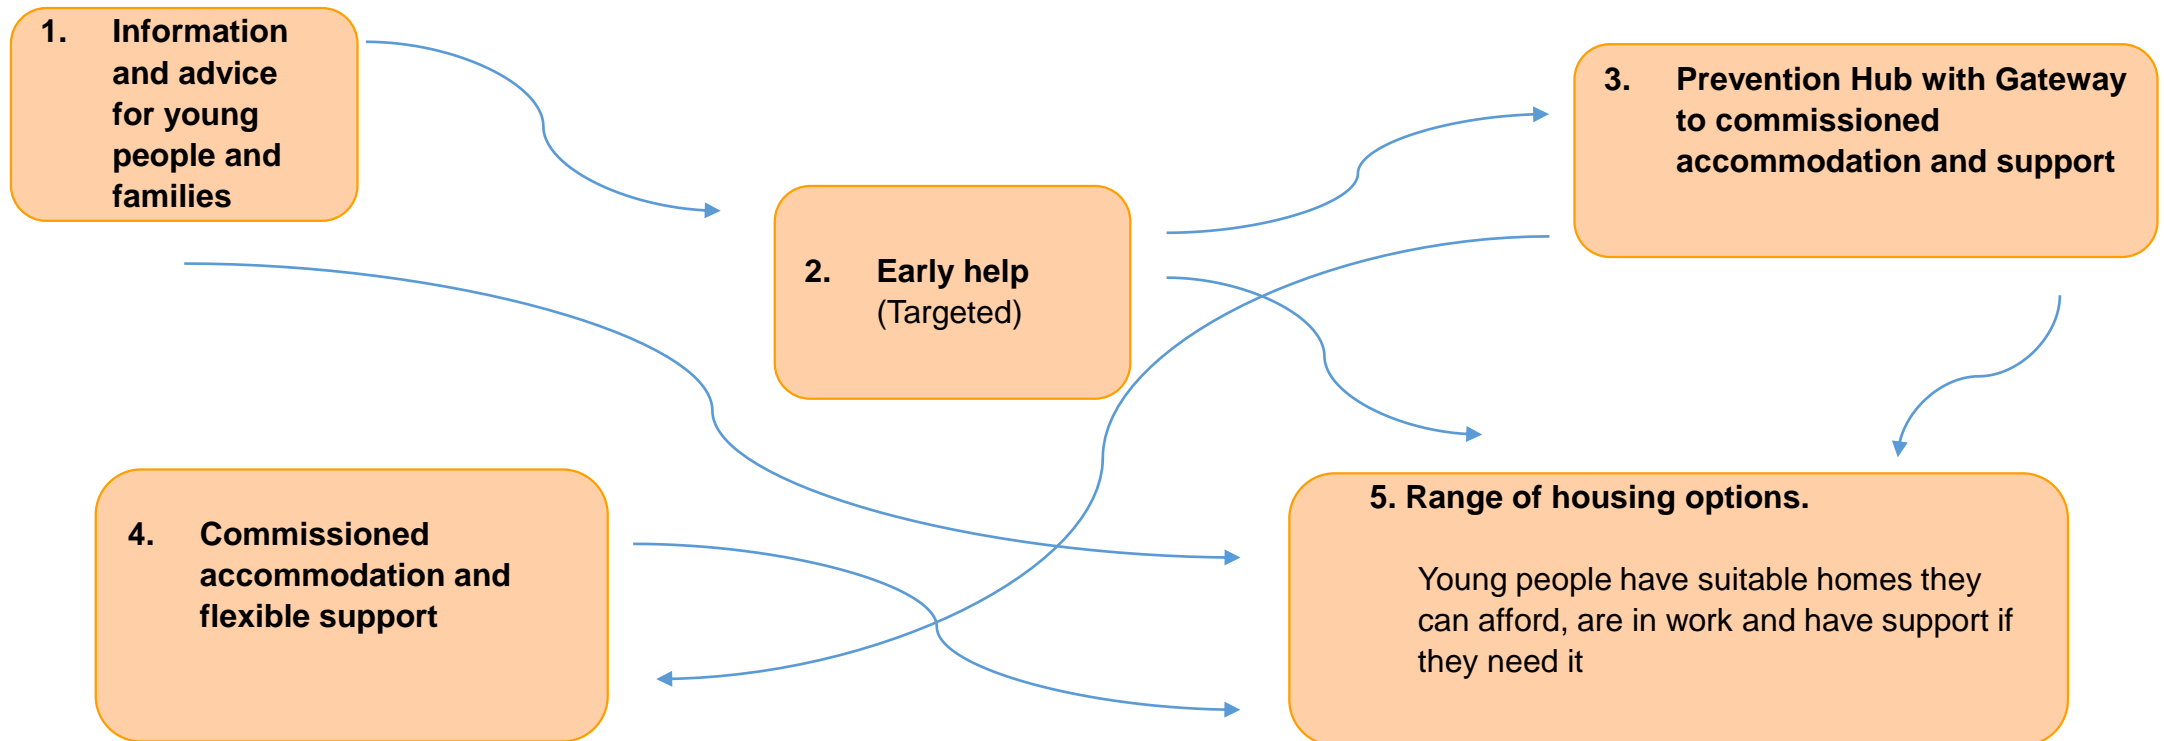 1. Information
and advice
for young
people and
families
2. Early help
(Targeted)
3. Prevention Hub with Gateway
to commissioned
accommodation and support
4. Commissioned
accommodation and
flexible support
5. Range of housing options.
Young people have suitable homes they
can afford, are in work and have support if
they need it